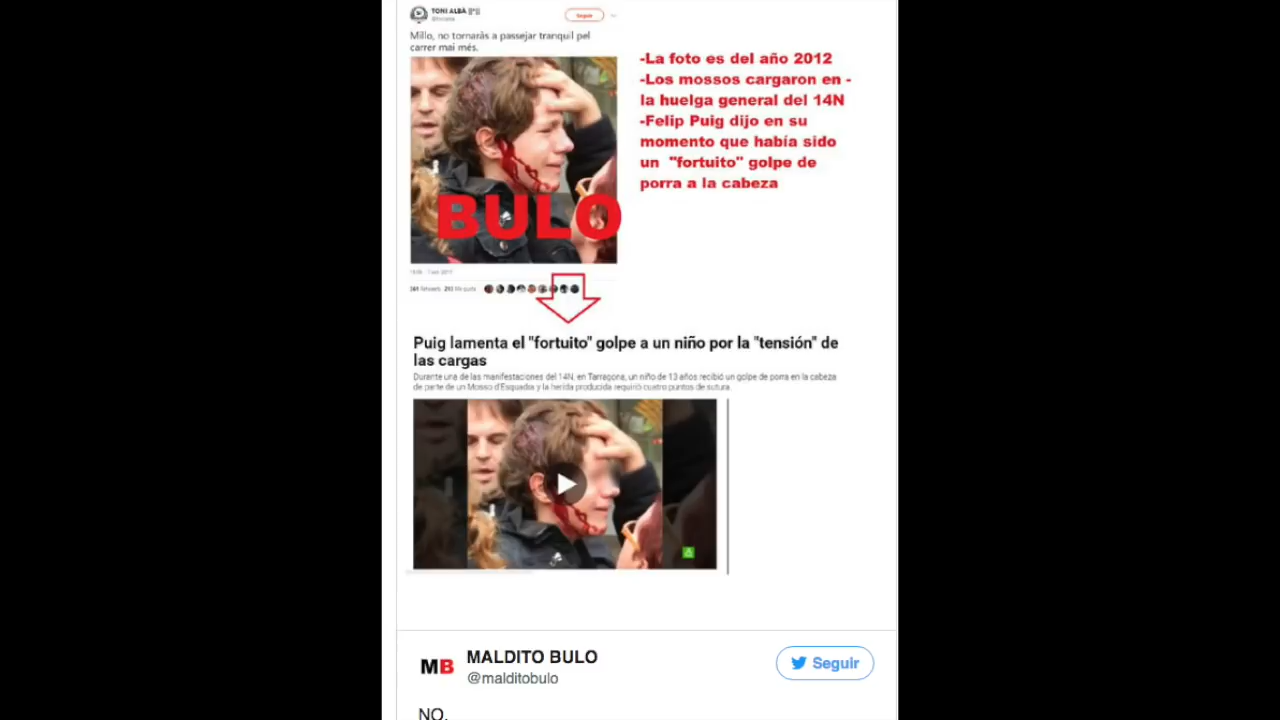 TONI ALBÀ
Seguir
Millo, no tornaràs a passejar tranquil pel
carrer mai més.
-La foto es del año 2012
-Los mossos cargaron en -
la huelga general del 14N
-Felip Puig dijo en su
momento que había sido
un "fortuito" golpe de
porra a la cabeza
BULO
Puig lamenta el "fortuito" golpe a un niño por la "tensión" de
las cargas
Durante una de las manifestaciones del 14N, en Tarragona, un niño de 13 años recibió un golpe de porra en la cabeza
de parte de un Mosso d'Esquadra y la herida producida requirió cuatro puntos de sutura.
MB
MALDITO BULO
@malditobulo
Seguir
NO.